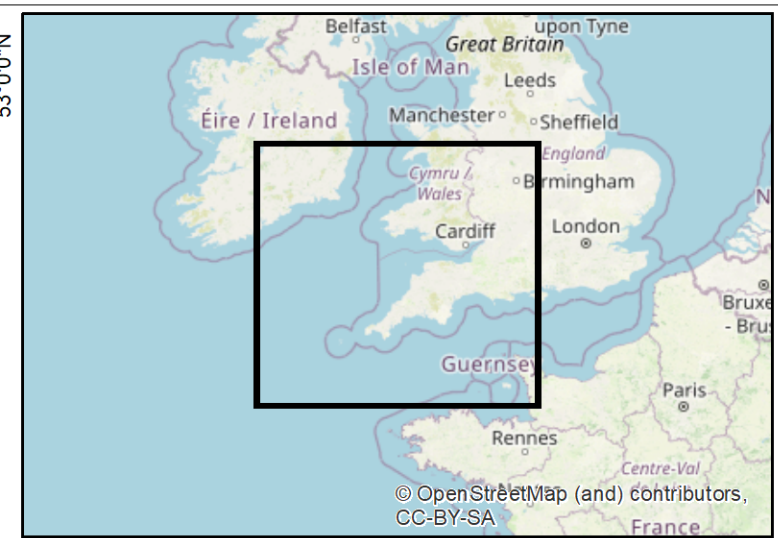 53°0'0"N
Belfast
upon Tyne
Great Britain
Isle of Man
Leeds
Éire / Ireland
Manchester
Sheffield
England
Cymru /
Wales
Birmingham
N
Cardiff
London
Bruxe
- Brus
Guernsey
Paris
Rennes
Centre-Val
© OpenStreetMap (and) contributors,
CC-BY-SA
France